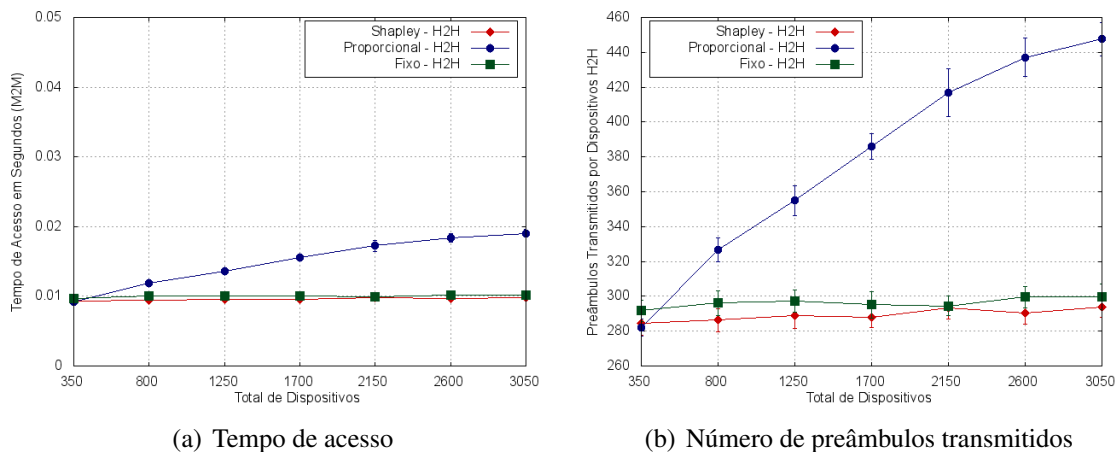 0.05
0.04
0.03
0.02
0.01
0
Tempo de Acesso em Segundos (M2M)
Shapley - H2H
Proporcional - H2H
Fixo - H2H
350 800 1250 1700 2150 2600 3050
Total de Dispositivos
(a) Tempo de acesso
460
440
420
400
380
360
340
320
300
280
260
Preâmbulos Transmitidos por Dispositivos H2H
Shapley - H2H
Proporcional - H2H
Fixo - H2H
350 800 1250 1700 2150 2600 3050
Total de Dispositivos
(b) Número de preâmbulos transmitidos